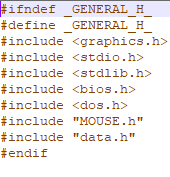 #ifndef _GENERAL_H_
#define _GENERAL_H_
#include <graphics.h>
#include <stdio.h>
#include <stdlib.h>
#include <bios.h>
#include <dos.h>
#include "MOUSE.h"
#include "data.h"
#endif